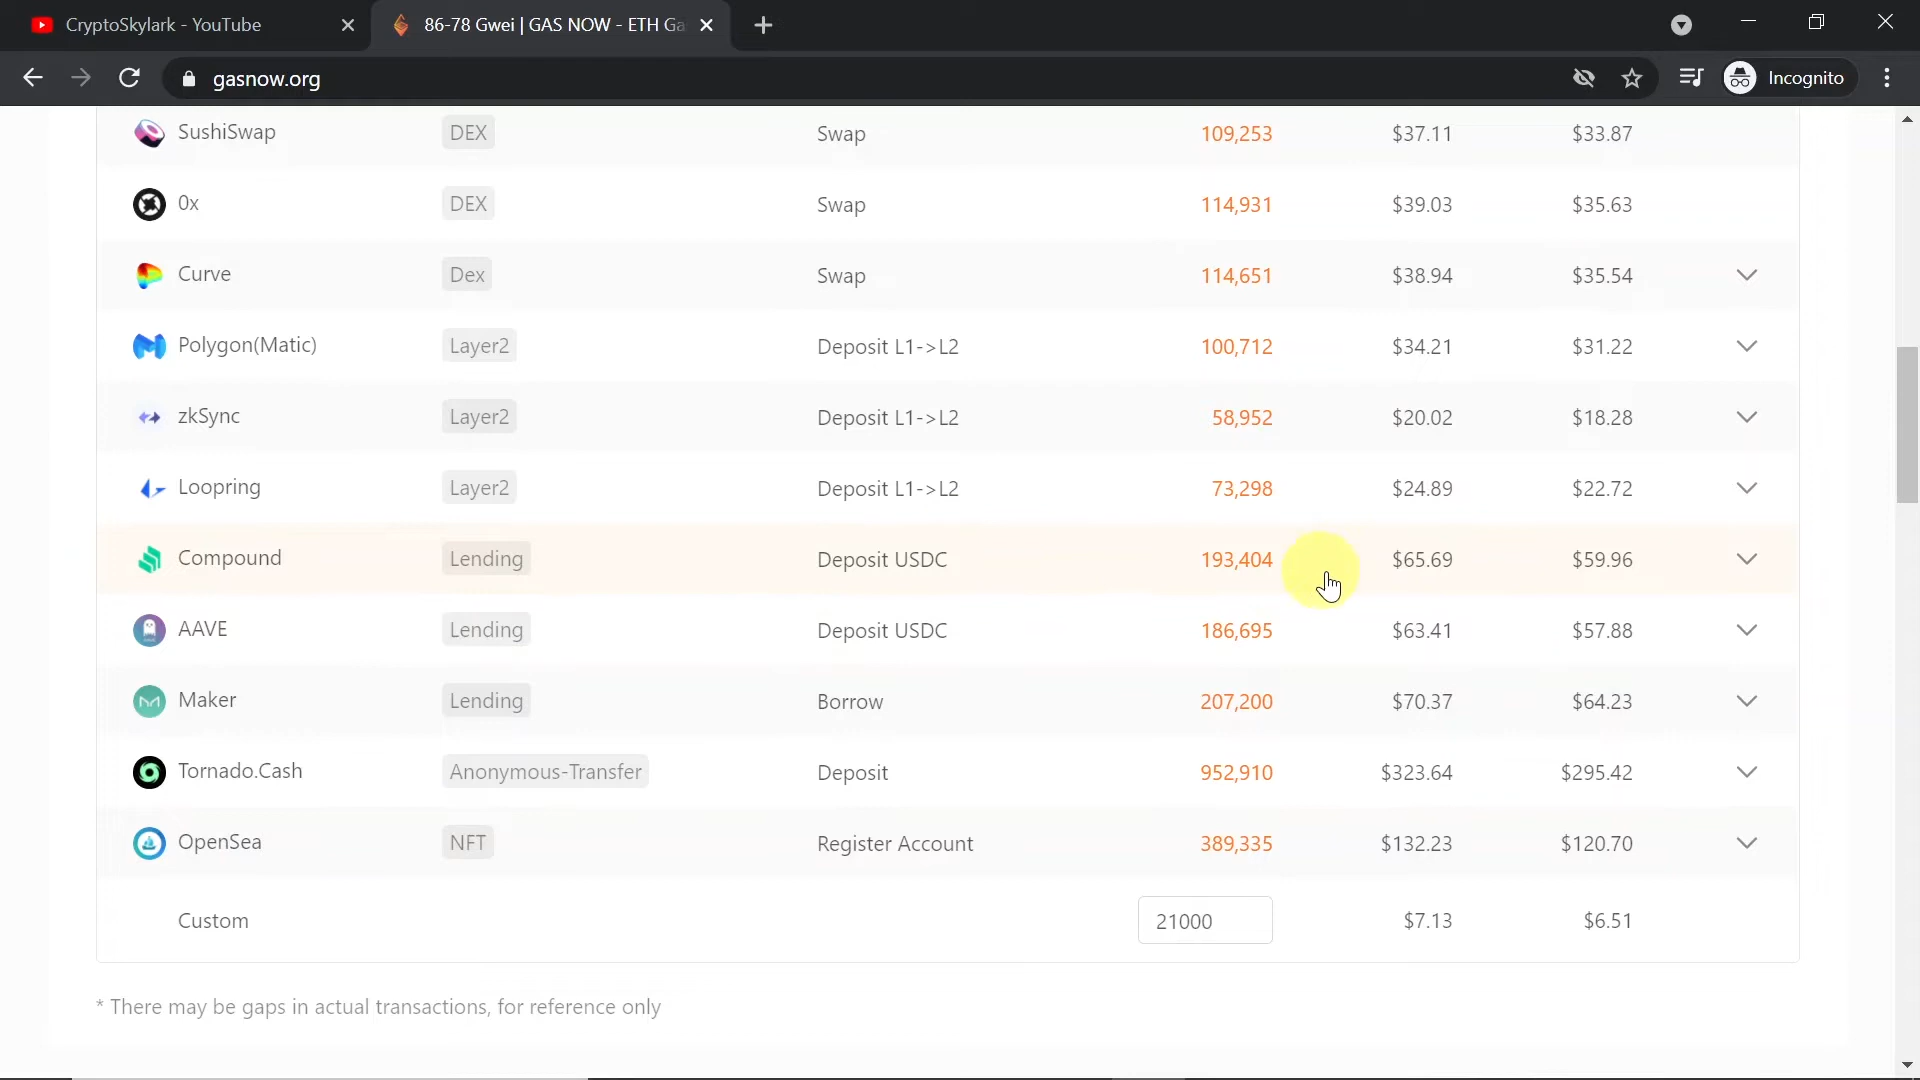 CryptoSkylark - YouTube
86-78 Gwei | GAS NOW - ETH Ga
gasnow.org
Incognito
SushiSwap DEX Swap 109,253 $37.11 $33.87
0x DEX Swap 114,931 $39.03 $35.63
Curve Dex Swap 114,651 $38.94 $35.54
Polygon(Matic) Layer2 Deposit L1->L2 100,712 $34.21 $31.22
zkSync Layer2 Deposit L1->L2 58,952 $20.02 $18.28
Loopring Layer2 Deposit L1->L2 73,298 $24.89 $22.72
Compound Lending Deposit USDC 193,404 $65.69 $59.96
AAVE Lending Deposit USDC 186,695 $63.41 $57.88
Maker Lending Borrow 207,200 $70.37 $64.23
Tornado.Cash Anonymous-Transfer Deposit 952,910 $323.64 $295.42
OpenSea NFT Register Account 389,335 $132.23 $120.70
Custom 21000 $7.13 $6.51
* There may be gaps in actual transactions, for reference only